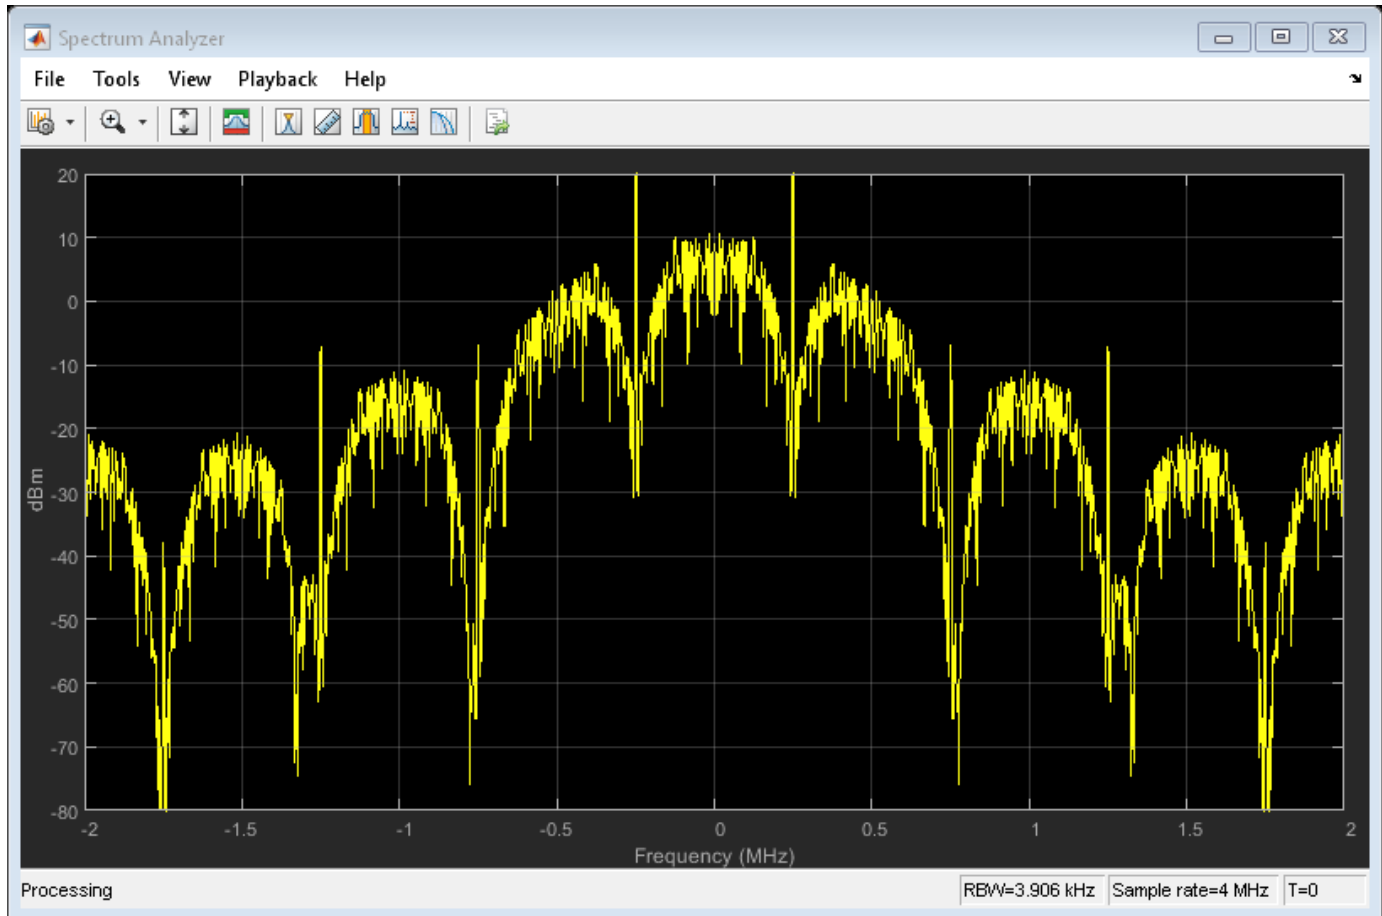 Spectrum Analyzer
File Tools View Playback Help
20
10
0
-10
-20
-30
-40
-50
-60
-70
-80
dBm
-2 -1.5 -1 -0.5 0 0.5 1 1.5 2
Frequency (MHz)
Processing RBW=3.906 kHz Sample rate=4 MHz T=0